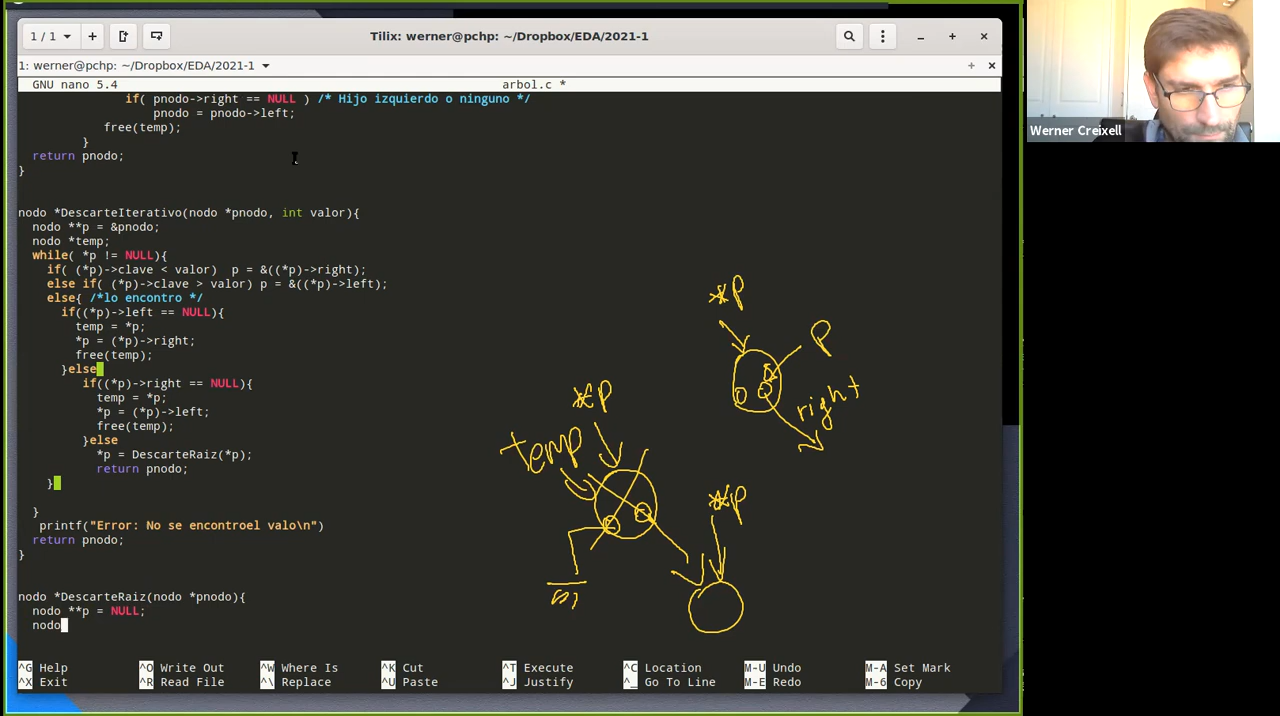 1 / 1
Tilix: werner@pchp: ~/Dropbox/EDA/2021-1
1: werner@pchp: ~/Dropbox/EDA/2021-1
GNU nano 5.4 arbol.c *
if( pnodo->right == NULL ) /* Hijo izquierdo o ninguno */
pnodo = pnodo->left;
free(temp);
}
return pnodo;
}
nodo *DescarteIterativo(nodo *pnodo, int valor){
nodo **p = &pnodo;
nodo *temp;
while( *p != NULL){
if( (*p)->clave < valor) p = &((*p)->right);
else if( (*p)->clave > valor) p = &((*p)->left);
else{ /*lo encontro */
if((*p)->left == NULL){
temp = *p;
*p = (*p)->right;
free(temp);
}else
if((*p)->right == NULL){
temp = *p;
*p = (*p)->left;
free(temp);
}else
*p = DescarteRaiz(*p);
return pnodo;
}
}
printf("Error: No se encontroel valo\n")
return pnodo;
}
nodo *DescarteRaiz(nodo *pnodo){
nodo **p = NULL;
nodo
*p
p
right
*p
temp
*p
^G Help ^O Write Out ^W Where Is ^K Cut ^T Execute ^C Location M-U Undo M-A Set Mark
^X Exit ^R Read File ^\ Replace ^U Paste ^J Justify ^_ Go To Line M-E Redo M-6 Copy
Werner Creixell